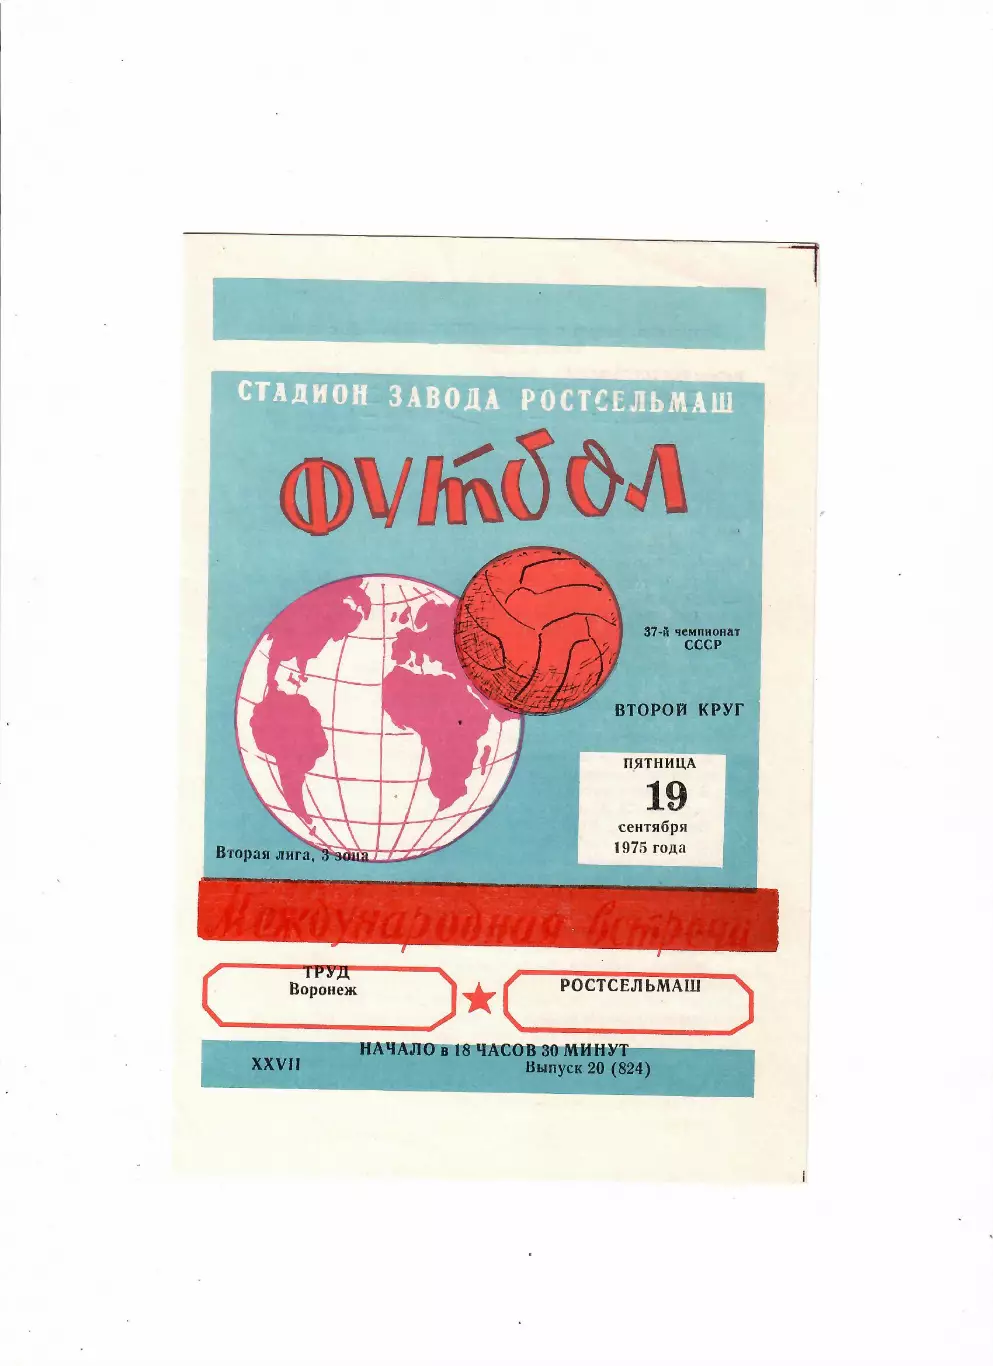 СТАДИОН ЗАВОДА РОСТСЕЛЬМАШ
ФУТБОЛ
37-й чемпионат
СССР
ВТОРОЙ КРУГ
ПЯТНИЦА
19
сентября
1975 года
Вторая лига, 3 зона
Международная встреча
ТРУД
Воронеж
РОСТСЕЛЬМАШ
НАЧАЛО в 18 ЧАСОВ 30 МИНУТ
XXVII
Выпуск 20 (824)